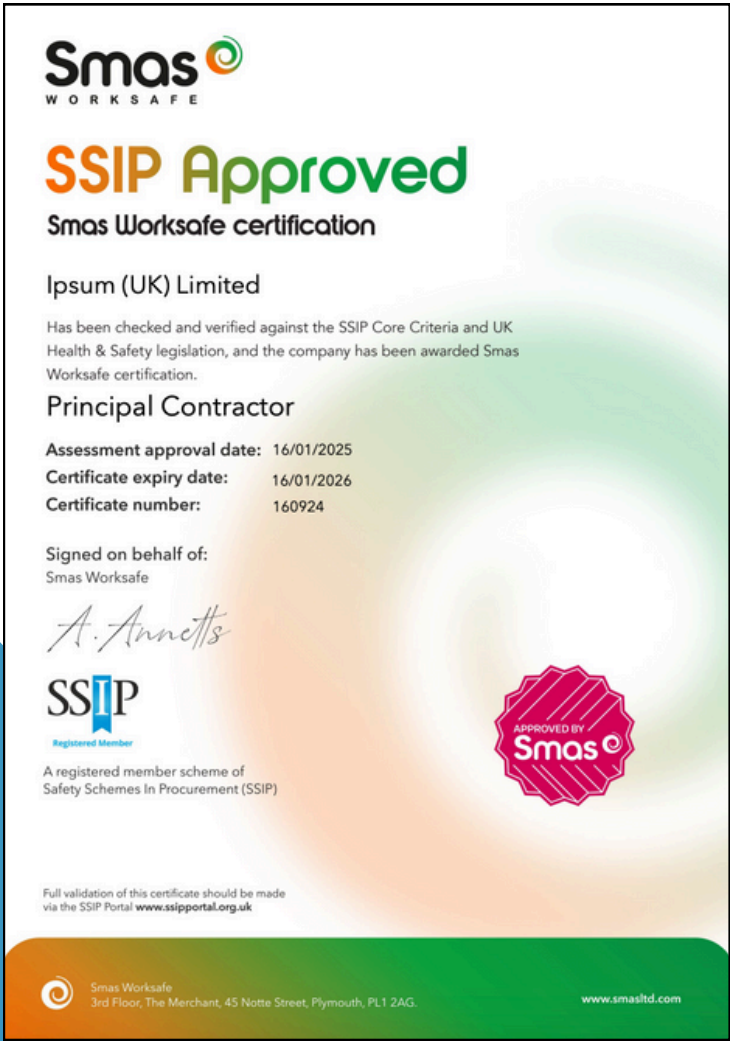 Smas
WORKSAFE
SSIP Approved
Smas Worksafe certification
Ipsum (UK) Limited
Has been checked and verified against the SSIP Core Criteria and UK
Health & Safety legislation, and the company has been awarded Smas
Worksafe certification.
Principal Contractor
Assessment approval date: 16/01/2025
Certificate expiry date: 16/01/2026
Certificate number: 160924
Signed on behalf of:
Smas Worksafe
A. Annetts
SSIP
Registered Member
APPROVED BY
Smas
A registered member scheme of
Safety Schemes In Procurement (SSIP)
Full validation of this certificate should be made
via the SSIP Portal www.ssipportal.org.uk
Smas Worksafe
3rd Floor, The Merchant, 45 Notte Street, Plymouth, PL1 2AG.
www.smasltd.com